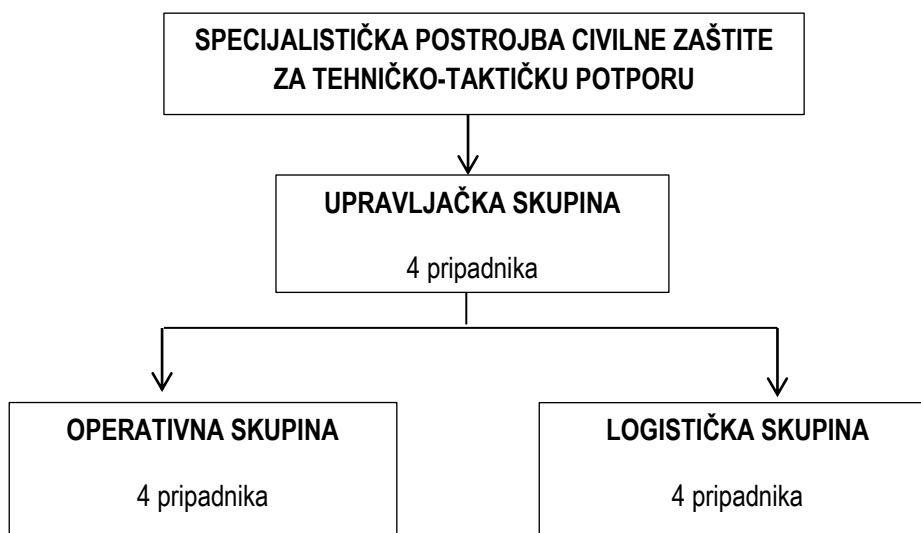 SPECIJALISTIČKA POSTROJBA CIVILNE ZAŠTITE
ZA TEHNIČKO-TAKTIČKU POTPORU
UPRAVLJAČKA SKUPINA
4 pripadnika
OPERATIVNA SKUPINA
4 pripadnika
LOGISTIČKA SKUPINA
4 pripadnika